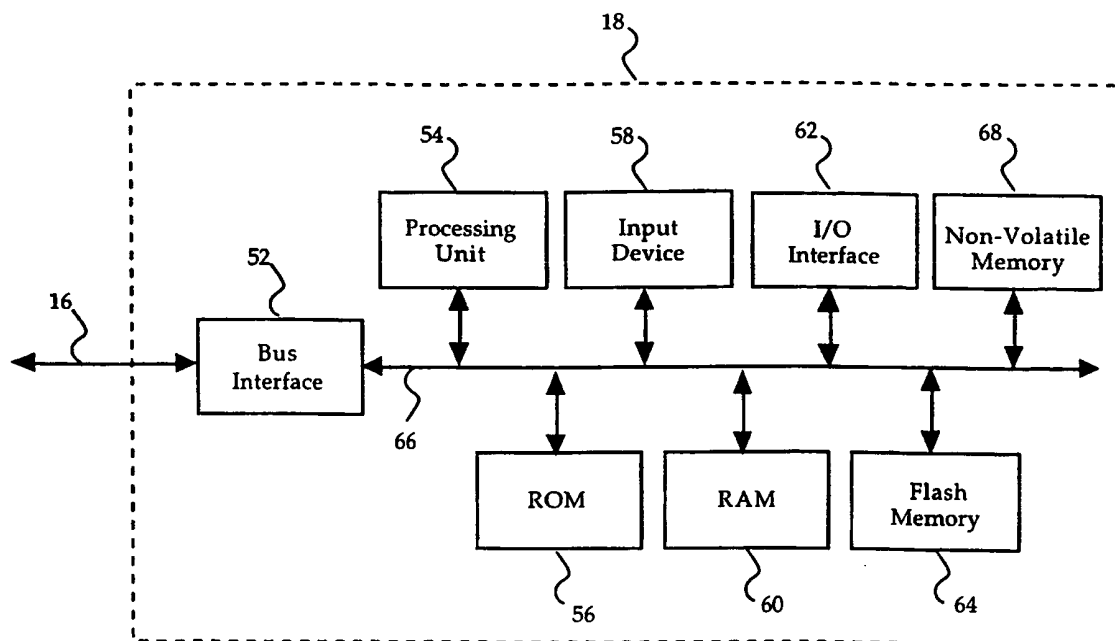 18
54
58
62
68
Processing
Unit
Input
Device
I/O
Interface
Non-Volatile
Memory
52
16
Bus
Interface
66
ROM
RAM
Flash
Memory
56
60
64